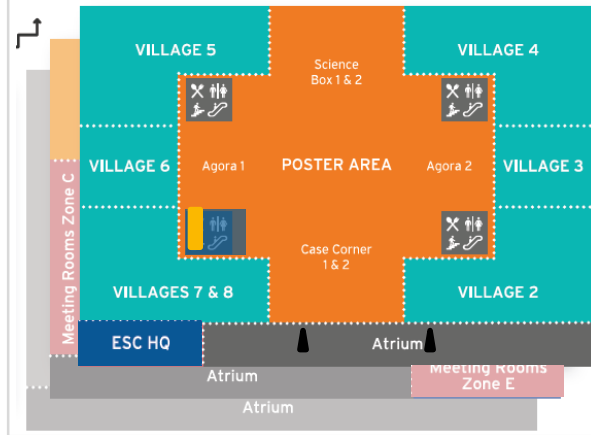 VILLAGE 5
VILLAGE 4
Science
Box 1 & 2
VILLAGE 6
Agora 1
POSTER AREA
Agora 2
VILLAGE 3
Meeting Rooms Zone C
Case Corner
1 & 2
VILLAGES 7 & 8
VILLAGE 2
ESC HQ
Atrium
Atrium
Meeting Rooms
Zone E
Atrium